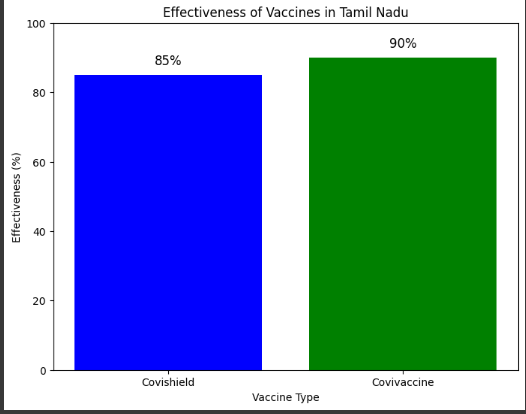 Effectiveness of Vaccines in Tamil Nadu
100
80
60
40
20
0
Effectiveness (%)
85%
90%
Covishield
Covivaccine
Vaccine Type